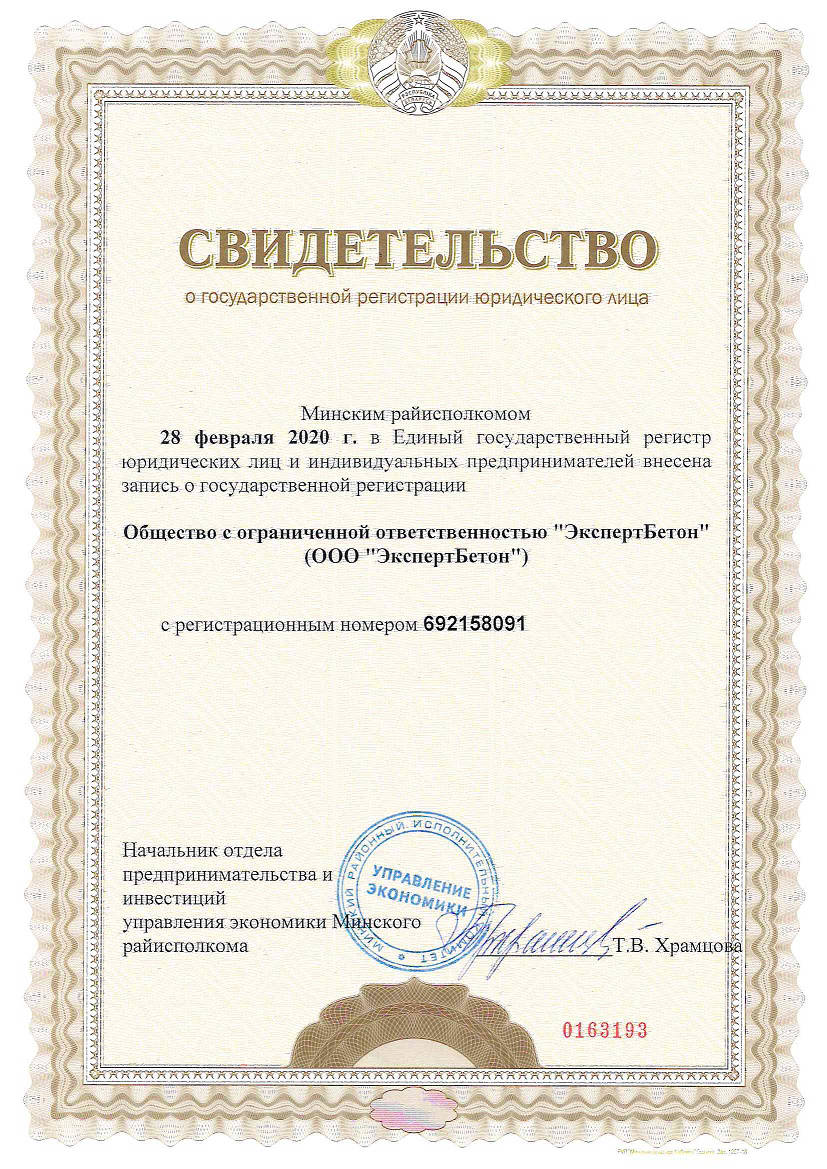 РЭСПУБЛІКА
БЕЛАРУСЬ
СВИДЕТЕЛЬСТВО
о государственной регистрации юридического лица
Минским райисполкомом
28 февраля 2020 г. в Единый государственный регистр
юридических лиц и индивидуальных предпринимателей внесена
запись о государственной регистрации
Общество с ограниченной ответственностью "ЭкспертБетон"
(ООО "ЭкспертБетон")
с регистрационным номером 692158091
Начальник отдела
предпринимательства и
инвестиций
управления экономики Минского
райисполкома
Т.В. Храмцова
МИНСКИЙ РАЙОННЫЙ ИСПОЛНИТЕЛЬНЫЙ КОМИТЕТ
УПРАВЛЕНИЕ
ЭКОНОМИКИ
0163193